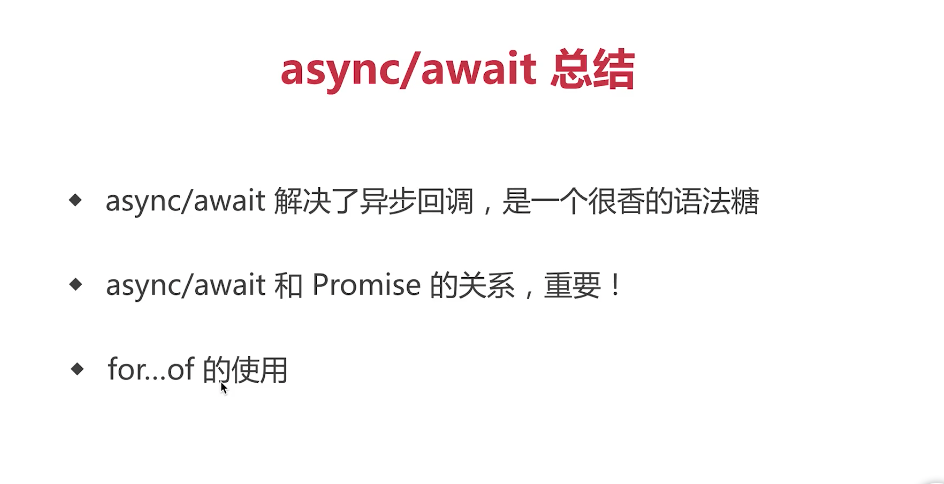 async/await 总结
◆ async/await 解决了异步回调，是一个很香的语法糖
◆ async/await 和 Promise 的关系，重要！
◆ for...of 的使用